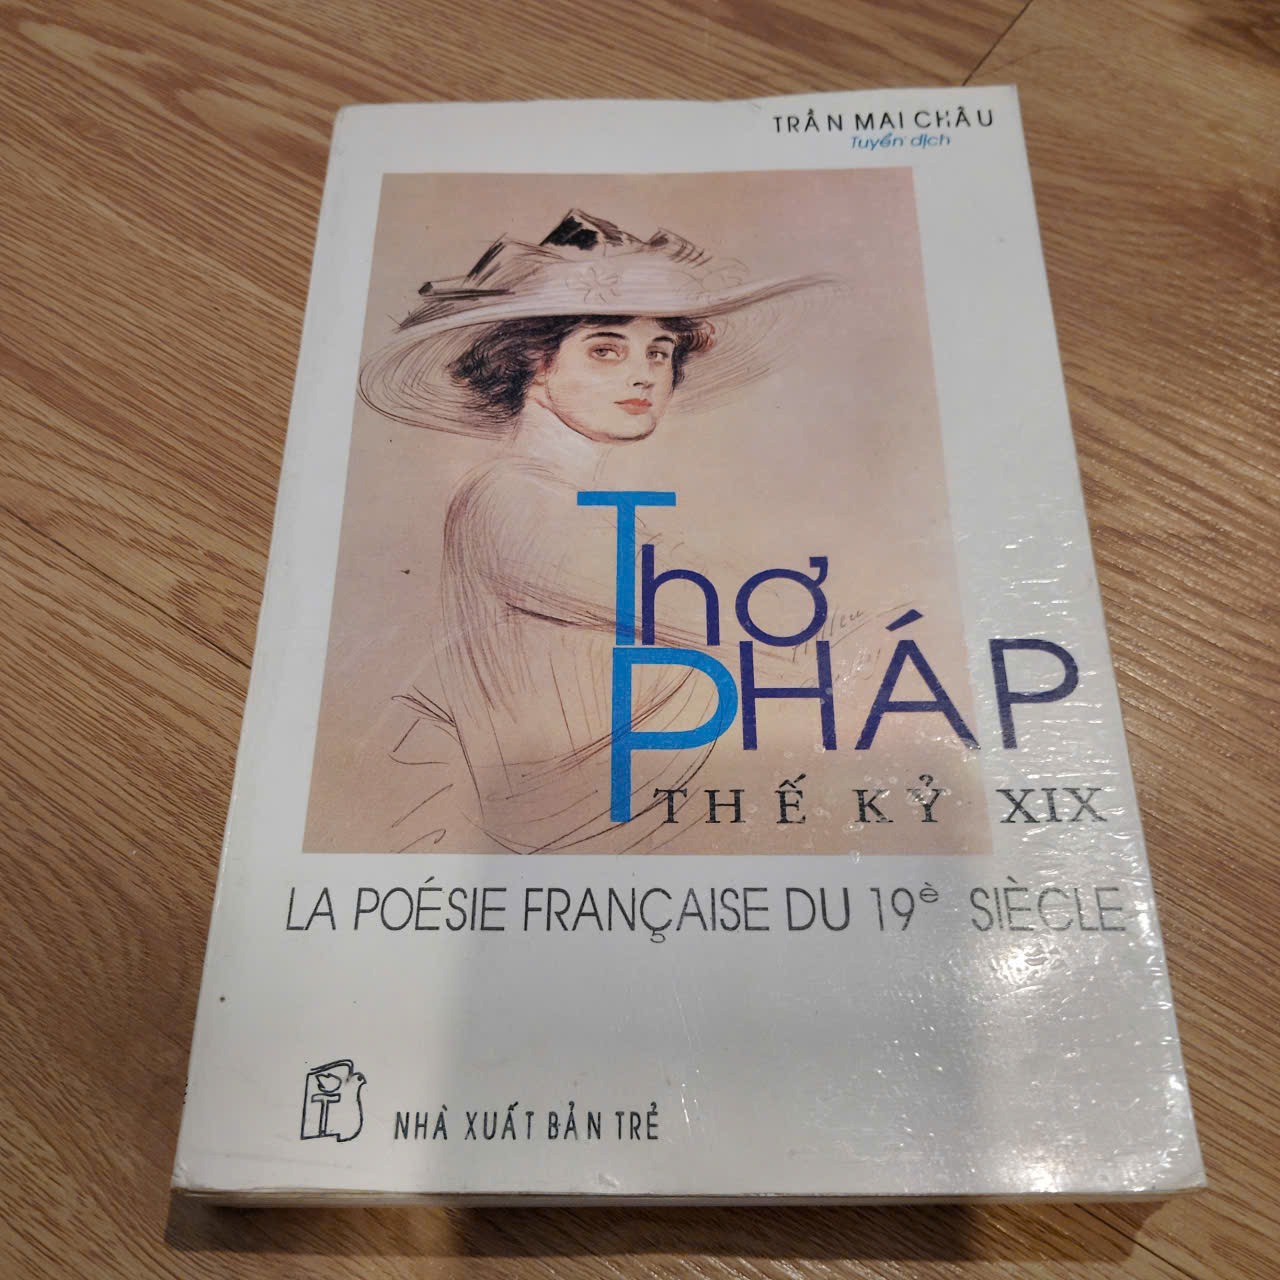 TRẦN MAI CHÂU
Tuyển dịch
Thơ
PHÁP
THẾ KỶ XIX
LA POÉSIE FRANÇAISE DU 19è SIÈCLE
T
NHÀ XUẤT BẢN TRẺ